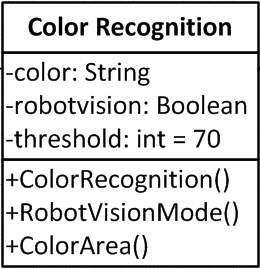 Color Recognition
-color: String
-robotvision: Boolean
-threshold: int = 70
+ColorRecognition()
+RobotVisionMode()
+ColorArea()